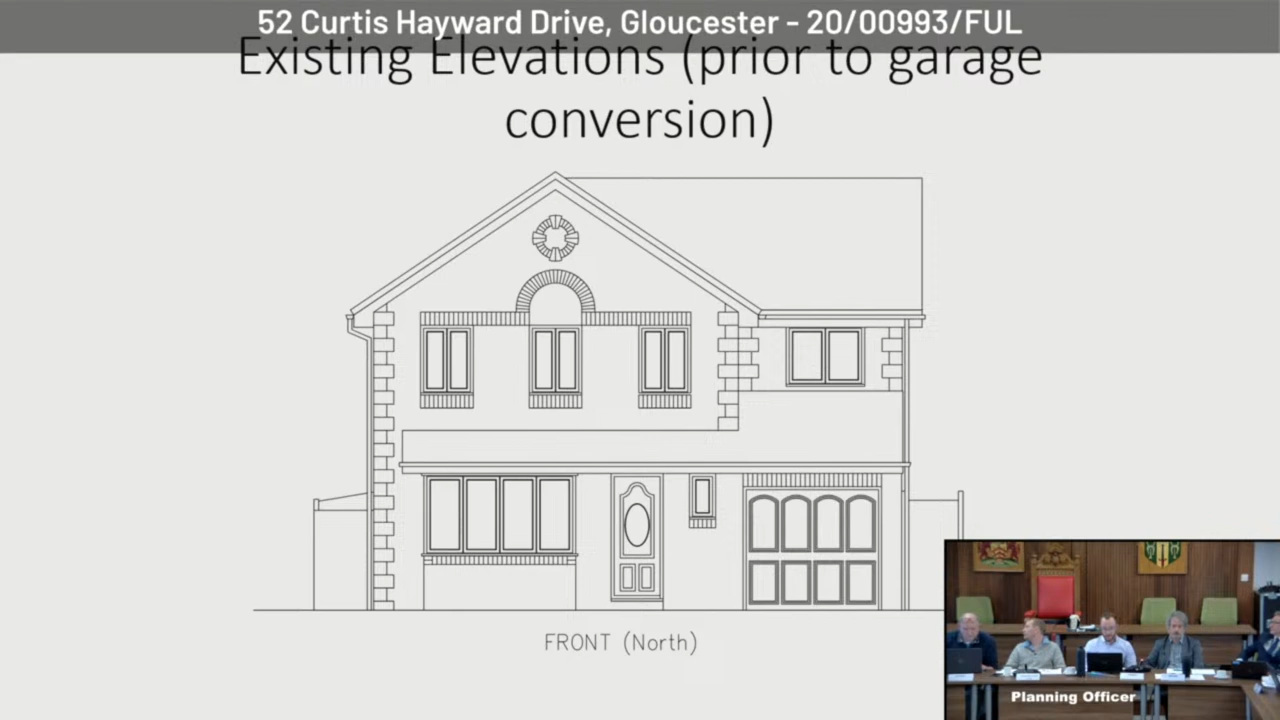 52 Curtis Hayward Drive, Gloucester - 20/00993/FUL
Existing Elevations (prior to garage
conversion)
FRONT (North)
Planning Officer